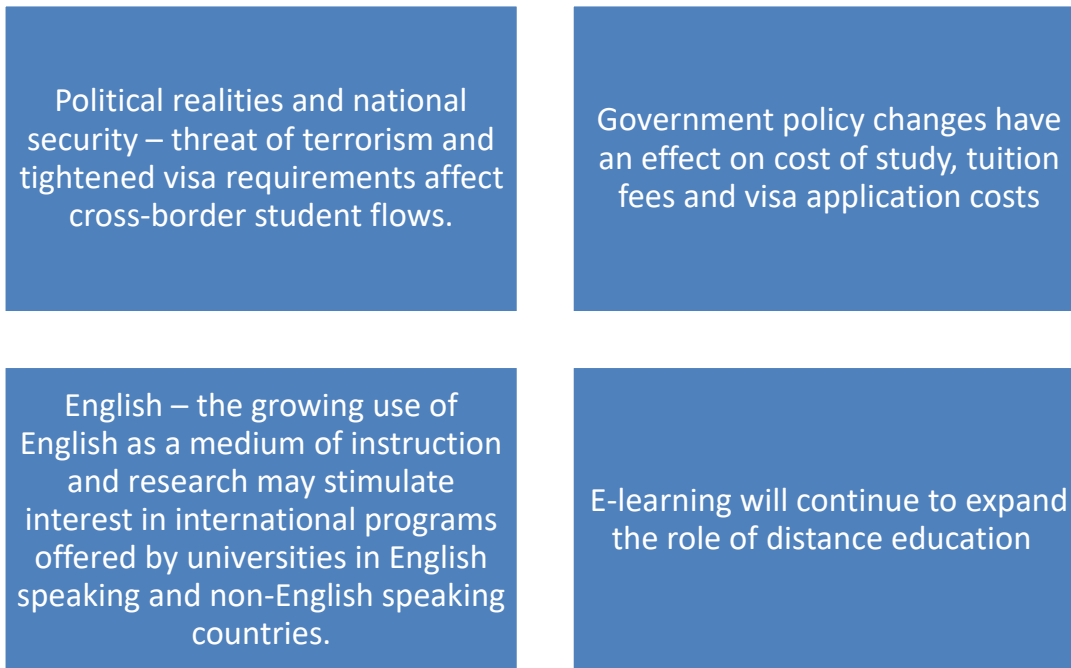 Political realities and national
security – threat of terrorism and
tightened visa requirements affect
cross-border student flows.
Government policy changes have
an effect on cost of study, tuition
fees and visa application costs
English – the growing use of
English as a medium of instruction
and research may stimulate
interest in international programs
offered by universities in English
speaking and non-English speaking
countries.
E-learning will continue to expand
the role of distance education